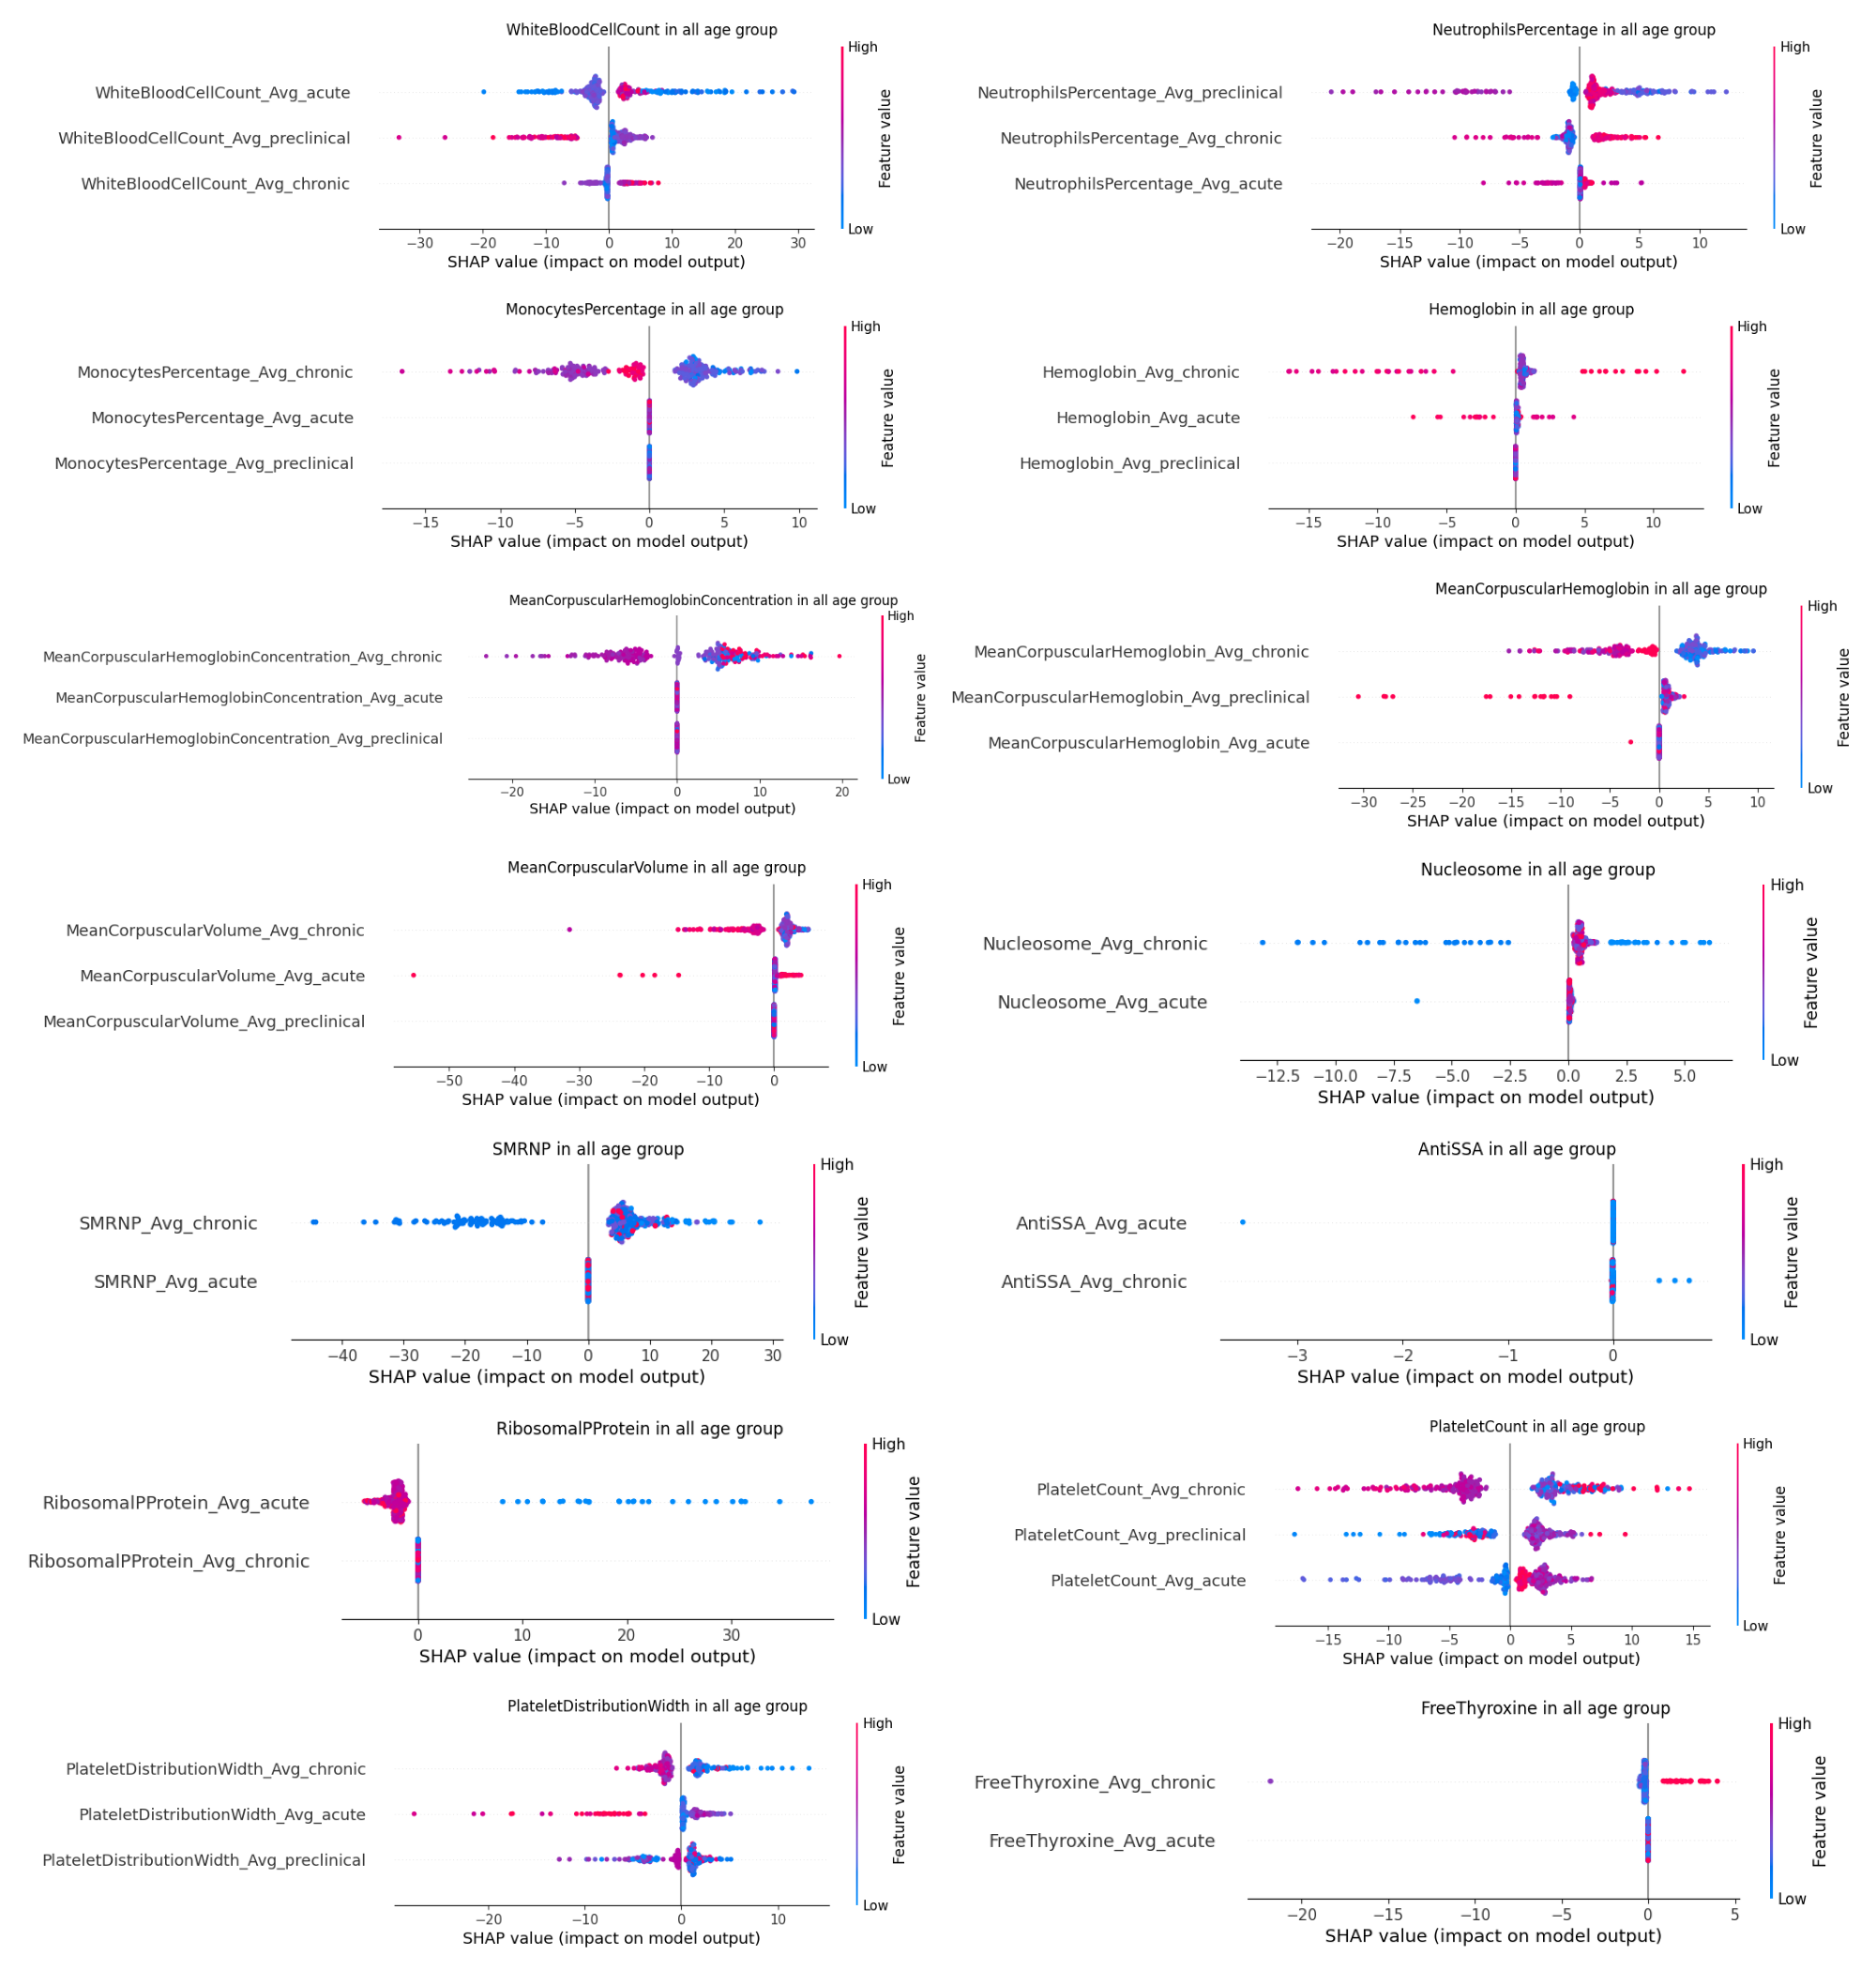 WhiteBloodCellCount in all age group
High
WhiteBloodCellCount_Avg_acute
WhiteBloodCellCount_Avg_preclinical
WhiteBloodCellCount_Avg_chronic
Feature value
Low
−30 −20 −10 0 10 20 30
SHAP value (impact on model output)
NeutrophilsPercentage in all age group
High
NeutrophilsPercentage_Avg_preclinical
NeutrophilsPercentage_Avg_chronic
NeutrophilsPercentage_Avg_acute
Feature value
Low
−20 −15 −10 −5 0 5 10
SHAP value (impact on model output)
MonocytesPercentage in all age group
High
MonocytesPercentage_Avg_chronic
MonocytesPercentage_Avg_acute
MonocytesPercentage_Avg_preclinical
Feature value
Low
−15 −10 −5 0 5 10
SHAP value (impact on model output)
Hemoglobin in all age group
High
Hemoglobin_Avg_chronic
Hemoglobin_Avg_acute
Hemoglobin_Avg_preclinical
Feature value
Low
−15 −10 −5 0 5 10
SHAP value (impact on model output)
MeanCorpuscularHemoglobinConcentration in all age group
High
MeanCorpuscularHemoglobinConcentration_Avg_chronic
MeanCorpuscularHemoglobinConcentration_Avg_acute
MeanCorpuscularHemoglobinConcentration_Avg_preclinical
Feature value
Low
−20 −10 0 10 20
SHAP value (impact on model output)
MeanCorpuscularHemoglobin in all age group
High
MeanCorpuscularHemoglobin_Avg_chronic
MeanCorpuscularHemoglobin_Avg_preclinical
MeanCorpuscularHemoglobin_Avg_acute
Feature value
Low
−30 −25 −20 −15 −10 −5 0 5 10
SHAP value (impact on model output)
MeanCorpuscularVolume in all age group
High
MeanCorpuscularVolume_Avg_chronic
MeanCorpuscularVolume_Avg_acute
MeanCorpuscularVolume_Avg_preclinical
Feature value
Low
−50 −40 −30 −20 −10 0
SHAP value (impact on model output)
Nucleosome in all age group
High
Nucleosome_Avg_chronic
Nucleosome_Avg_acute
Feature value
Low
−12.5 −10.0 −7.5 −5.0 −2.5 0.0 2.5 5.0
SHAP value (impact on model output)
SMRNP in all age group
High
SMRNP_Avg_chronic
SMRNP_Avg_acute
Feature value
Low
−40 −30 −20 −10 0 10 20 30
SHAP value (impact on model output)
AntiSSA in all age group
High
AntiSSA_Avg_acute
AntiSSA_Avg_chronic
Feature value
Low
−3 −2 −1 0
SHAP value (impact on model output)
RibosomalPProtein in all age group
High
RibosomalPProtein_Avg_acute
RibosomalPProtein_Avg_chronic
Feature value
Low
0 10 20 30
SHAP value (impact on model output)
PlateletCount in all age group
High
PlateletCount_Avg_chronic
PlateletCount_Avg_preclinical
PlateletCount_Avg_acute
Feature value
Low
−15 −10 −5 0 5 10 15
SHAP value (impact on model output)
PlateletDistributionWidth in all age group
High
PlateletDistributionWidth_Avg_chronic
PlateletDistributionWidth_Avg_acute
PlateletDistributionWidth_Avg_preclinical
Feature value
Low
−20 −10 0 10
SHAP value (impact on model output)
FreeThyroxine in all age group
High
FreeThyroxine_Avg_chronic
FreeThyroxine_Avg_acute
Feature value
Low
−20 −15 −10 −5 0 5
SHAP value (impact on model output)